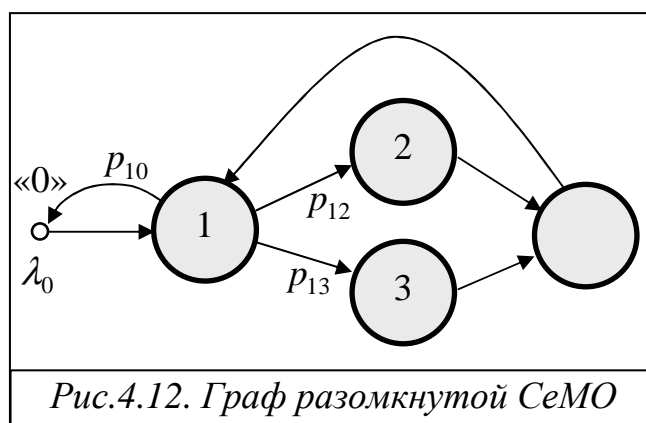 «0»
p10
1
p12
2
p13
3
λ0
Рис.4.12. Граф разомкнутой СеМО